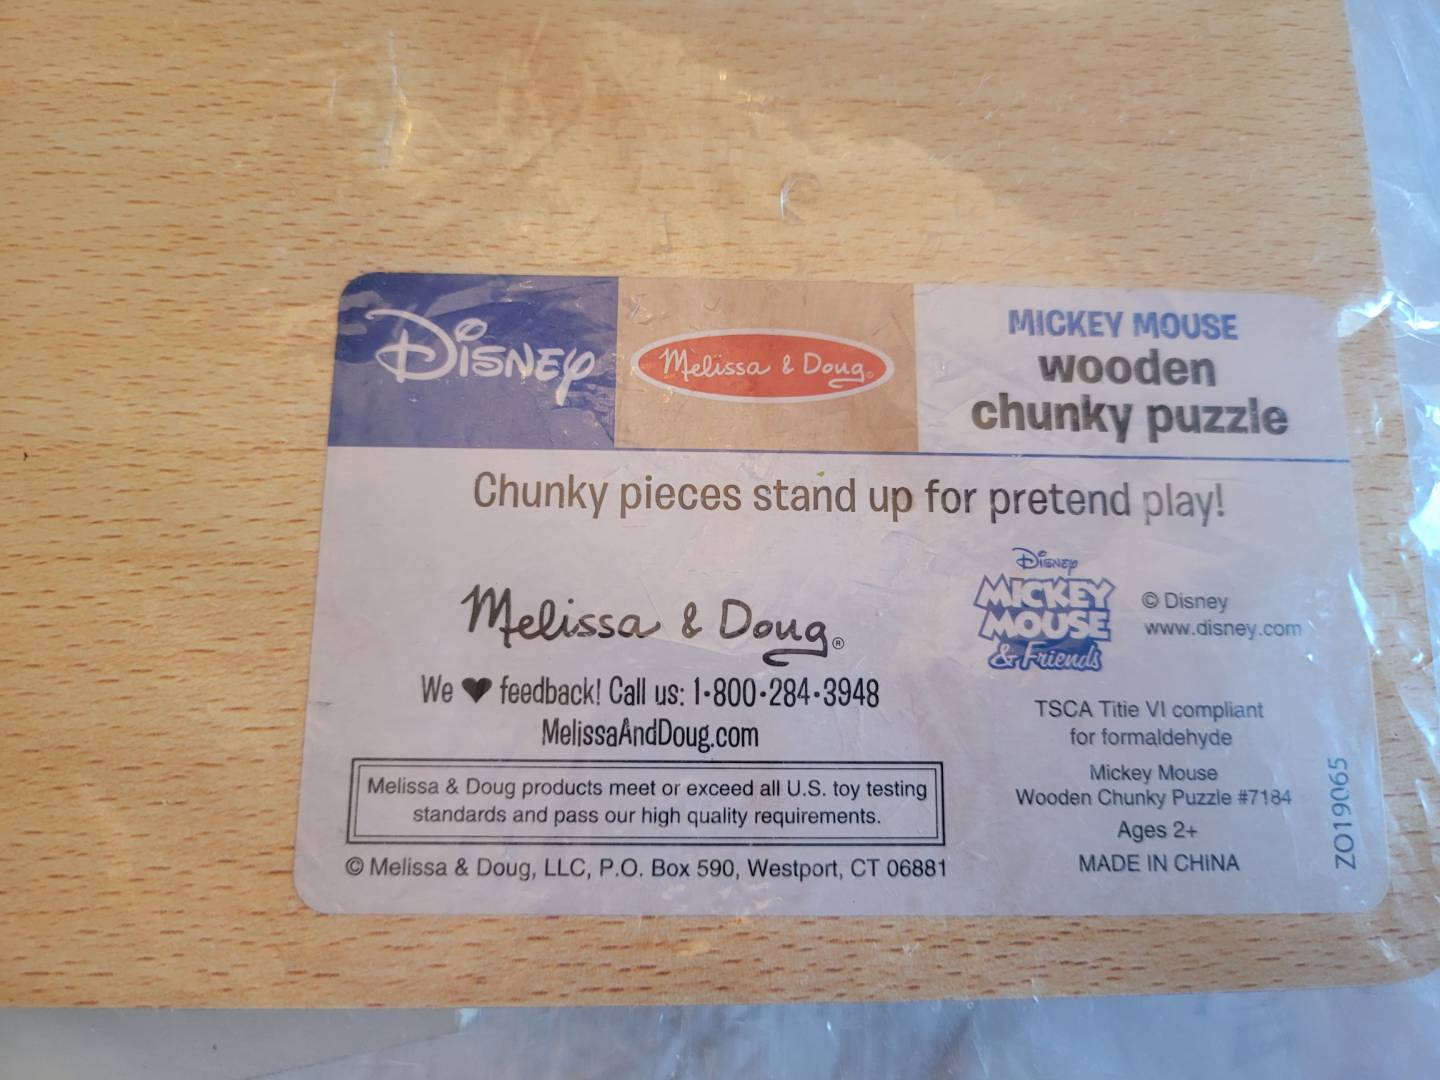 Disney
Melissa & Doug®
MICKEY MOUSE
wooden
chunky puzzle
Chunky pieces stand up for pretend play!
Melissa & Doug®
We ♥ feedback! Call us: 1-800-284-3948
MelissaAndDoug.com
Melissa & Doug products meet or exceed all U.S. toy testing
standards and pass our high quality requirements.
© Melissa & Doug, LLC, P.O. Box 590, Westport, CT 06881
Disney
MICKEY
MOUSE
& Friends
© Disney
www.disney.com
TSCA Titie VI compliant
for formaldehyde
Mickey Mouse
Wooden Chunky Puzzle #7184
Ages 2+
MADE IN CHINA
ZO19065